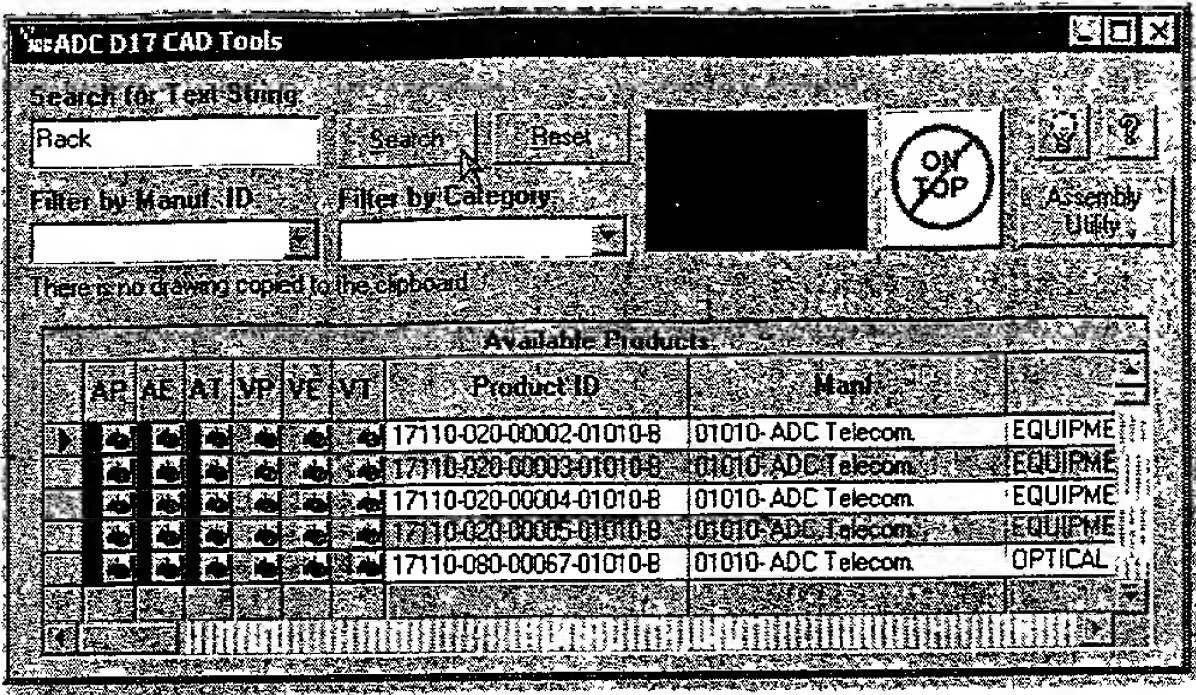 ADC D17 CAD Tools
Search for Text String:
Rack Search Reset
ON TOP
?
Filter by Manuf. ID: Filter by Category:
Assembly Utility
There is no drawing copied to the clipboard
Available Products
AP AE AT VP VE VT Product ID Manf.
17110-020-00002-01010-B 01010- ADC Telecom. EQUIPME
17110-020-00003-01010-B 01010- ADC Telecom. EQUIPME
17110-020-00004-01010-B 01010- ADC Telecom. EQUIPME
17110-020-00005-01010-B 01010- ADC Telecom. EQUIPME
17110-080-00067-01010-B 01010- ADC Telecom. OPTICAL